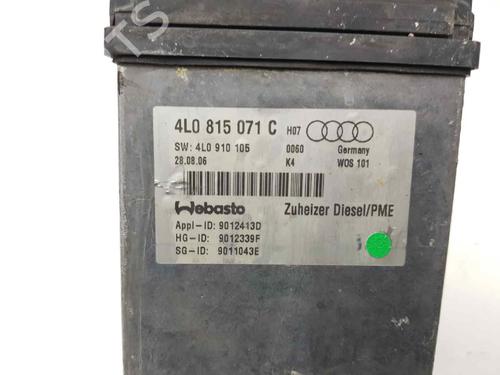 4L0 815 071 C H07
SW: 4L0 910 105 0060 Germany
28.08.06 K4 WOS 101
Webasto Zuheizer Diesel/PME
Appl-ID: 9012413D
HG-ID: 9012339F
SG-ID: 9011043E